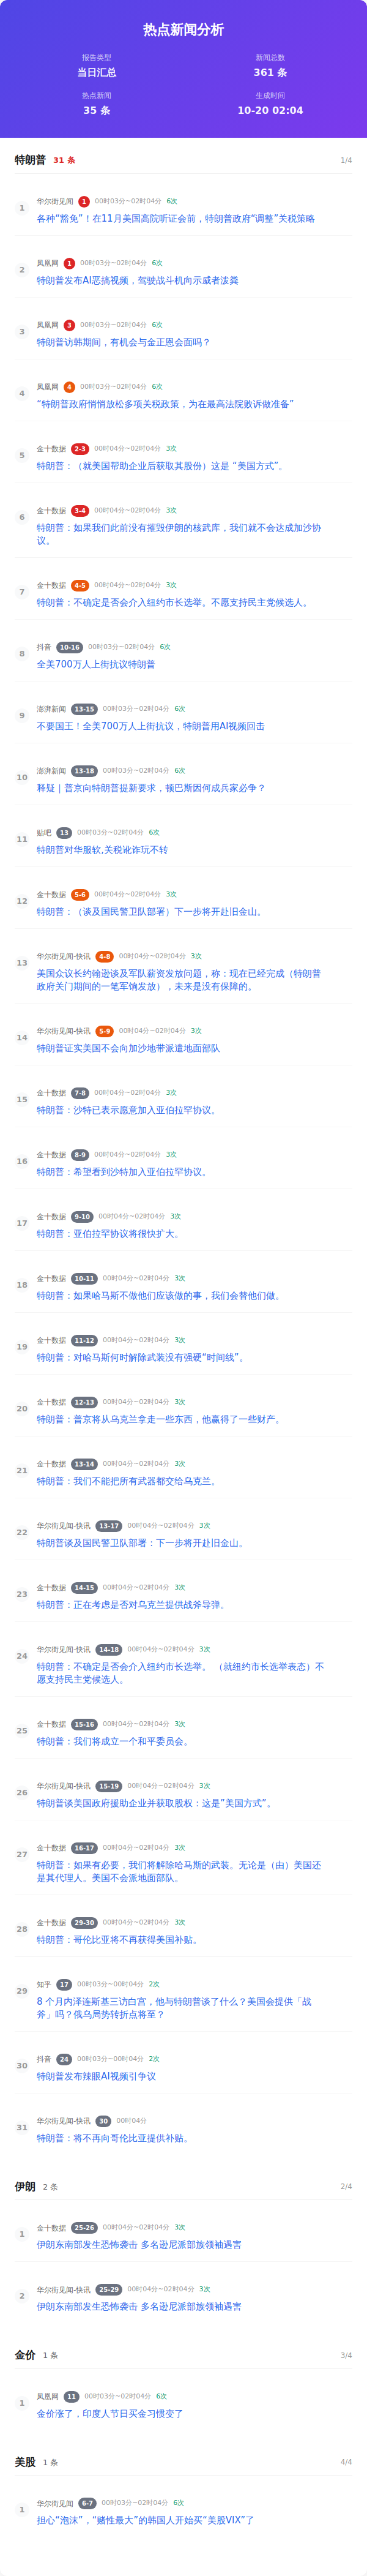 热点新闻分析
报告类型
当日汇总
新闻总数
361 条
热点新闻
35 条
生成时间
10-20 02:04
特朗普 31 条 1/4
1
华尔街见闻 1 00时03分~02时04分 6次
各种“豁免”！在11月美国高院听证会前，特朗普政府“调整”关税策略
2
凤凰网 1 00时03分~02时04分 6次
特朗普发布AI恶搞视频，驾驶战斗机向示威者泼粪
3
凤凰网 3 00时03分~02时04分 6次
特朗普访韩期间，有机会与金正恩会面吗？
4
凤凰网 4 00时03分~02时04分 6次
“特朗普政府悄悄放松多项关税政策，为在最高法院败诉做准备”
5
金十数据 2-3 00时04分~02时04分 3次
特朗普：（就美国帮助企业后获取其股份）这是 “美国方式”。
6
金十数据 3-4 00时04分~02时04分 3次
特朗普：如果我们此前没有摧毁伊朗的核武库，我们就不会达成加沙协
议。
7
金十数据 4-5 00时04分~02时04分 3次
特朗普：不确定是否会介入纽约市长选举。不愿支持民主党候选人。
8
抖音 10-16 00时03分~02时04分 6次
全美700万人上街抗议特朗普
9
澎湃新闻 13-15 00时03分~02时04分 6次
不要国王！全美700万人上街抗议，特朗普用AI视频回击
10
澎湃新闻 13-18 00时03分~02时04分 6次
释疑｜普京向特朗普提新要求，顿巴斯因何成兵家必争？
11
贴吧 13 00时03分~02时04分 6次
特朗普对华服软,关税讹诈玩不转
12
金十数据 5-6 00时04分~02时04分 3次
特朗普：（谈及国民警卫队部署）下一步将开赴旧金山。
13
华尔街见闻-快讯 4-8 00时04分~02时04分 3次
美国众议长约翰逊谈及军队薪资发放问题，称：现在已经完成（特朗普
政府关门期间的一笔军饷发放），未来是没有保障的。
14
华尔街见闻-快讯 5-9 00时04分~02时04分 3次
特朗普证实美国不会向加沙地带派遣地面部队
15
金十数据 7-8 00时04分~02时04分 3次
特朗普：沙特已表示愿意加入亚伯拉罕协议。
16
金十数据 8-9 00时04分~02时04分 3次
特朗普：希望看到沙特加入亚伯拉罕协议。
17
金十数据 9-10 00时04分~02时04分 3次
特朗普：亚伯拉罕协议将很快扩大。
18
金十数据 10-11 00时04分~02时04分 3次
特朗普：如果哈马斯不做他们应该做的事，我们会替他们做。
19
金十数据 11-12 00时04分~02时04分 3次
特朗普：对哈马斯何时解除武装没有强硬“时间线”。
20
金十数据 12-13 00时04分~02时04分 3次
特朗普：普京将从乌克兰拿走一些东西，他赢得了一些财产。
21
金十数据 13-14 00时04分~02时04分 3次
特朗普：我们不能把所有武器都交给乌克兰。
22
华尔街见闻-快讯 13-17 00时04分~02时04分 3次
特朗普谈及国民警卫队部署：下一步将开赴旧金山。
23
金十数据 14-15 00时04分~02时04分 3次
特朗普：正在考虑是否对乌克兰提供战斧导弹。
24
华尔街见闻-快讯 14-18 00时04分~02时04分 3次
特朗普：不确定是否会介入纽约市长选举。 （就纽约市长选举表态）不
愿支持民主党候选人。
25
金十数据 15-16 00时04分~02时04分 3次
特朗普：我们将成立一个和平委员会。
26
华尔街见闻-快讯 15-19 00时04分~02时04分 3次
特朗普谈美国政府援助企业并获取股权：这是”美国方式”。
27
金十数据 16-17 00时04分~02时04分 3次
特朗普：如果有必要，我们将解除哈马斯的武装。无论是（由）美国还
是其代理人。美国不会派地面部队。
28
金十数据 29-30 00时04分~02时04分 3次
特朗普：哥伦比亚将不再获得美国补贴。
29
知乎 17 00时03分~00时04分 2次
8 个月内泽连斯基三访白宫，他与特朗普谈了什么？美国会提供「战
斧」吗？俄乌局势转折点将至？
30
抖音 24 00时03分~00时04分 2次
特朗普发布辣眼AI视频引争议
31
华尔街见闻-快讯 30 00时04分
特朗普：将不再向哥伦比亚提供补贴。
伊朗 2 条 2/4
1
金十数据 25-26 00时04分~02时04分 3次
伊朗东南部发生恐怖袭击 多名逊尼派部族领袖遇害
2
华尔街见闻-快讯 25-29 00时04分~02时04分 3次
伊朗东南部发生恐怖袭击 多名逊尼派部族领袖遇害
金价 1 条 3/4
1
凤凰网 11 00时03分~02时04分 6次
金价涨了，印度人节日买金习惯变了
美股 1 条 4/4
1
华尔街见闻 6-7 00时03分~02时04分 6次
担心”泡沫”，“赌性最大”的韩国人开始买“美股VIX”了